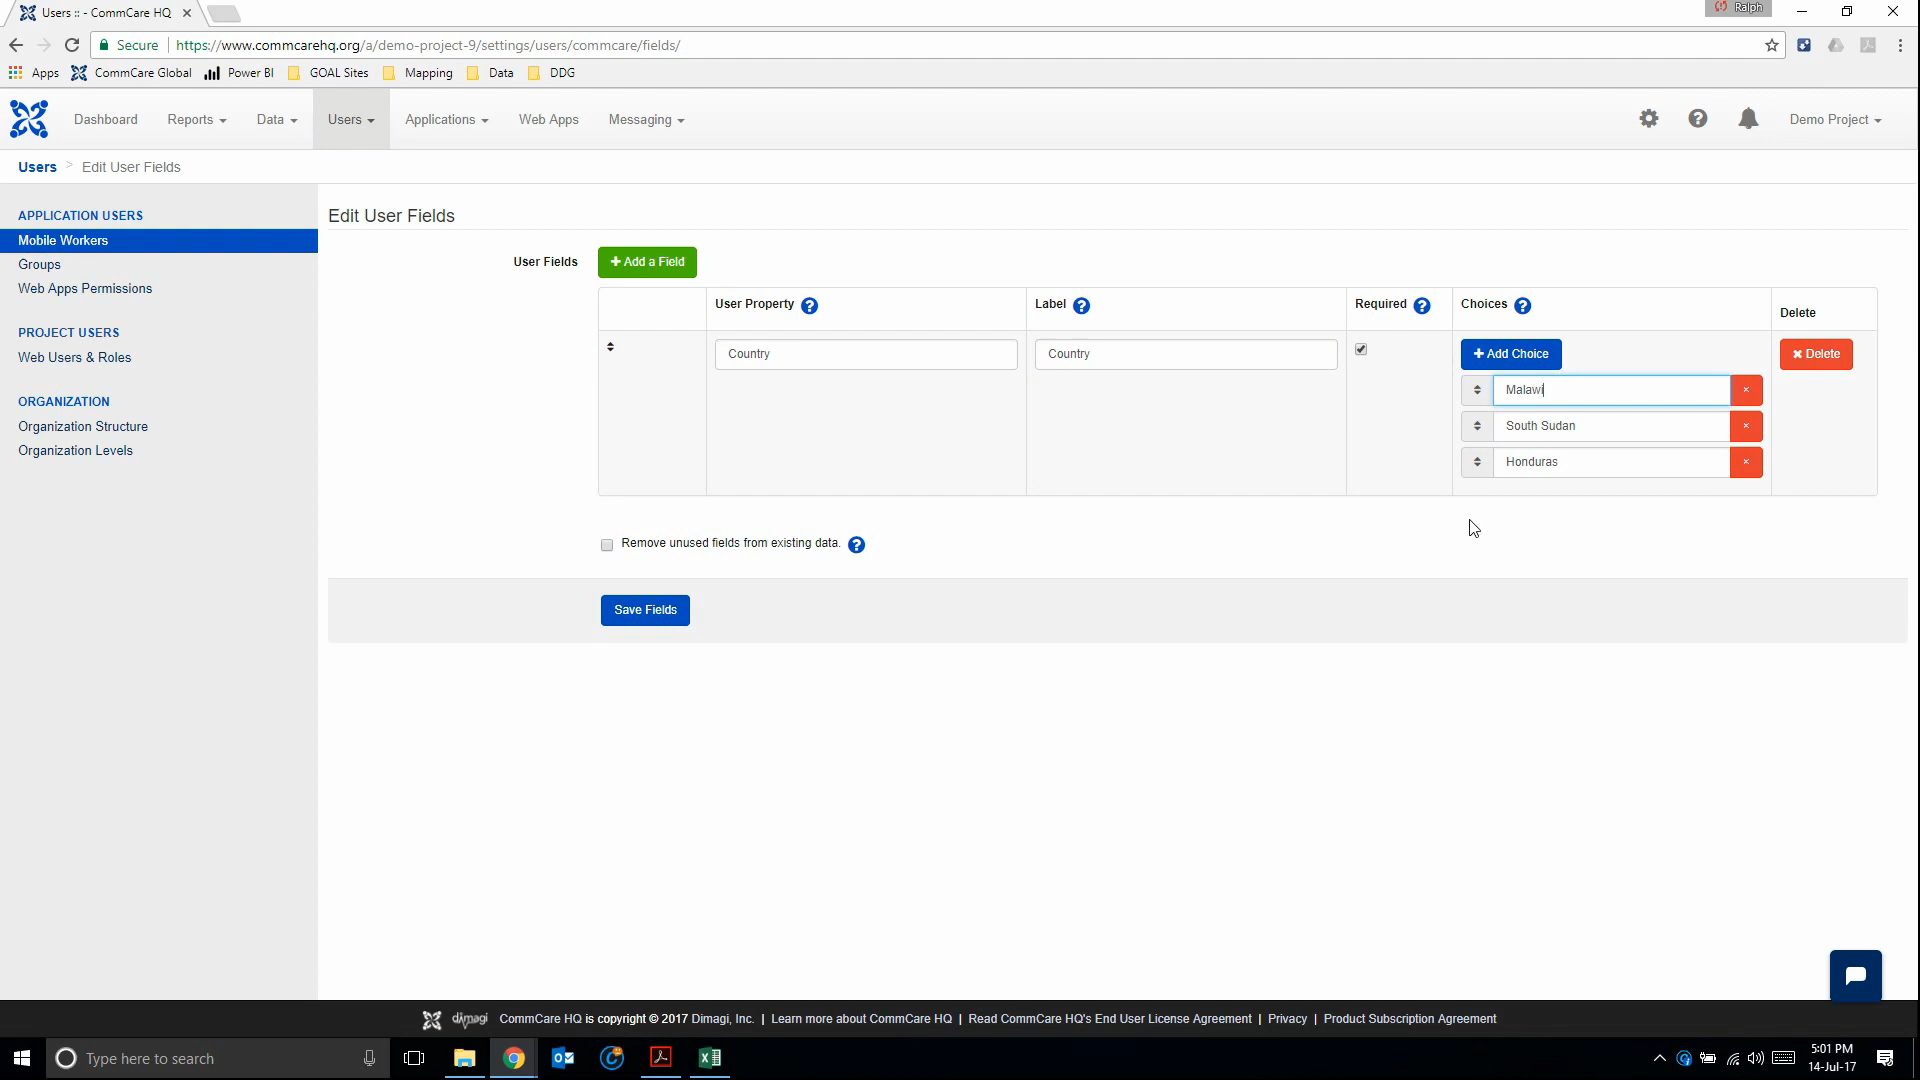 Users :: - CommCare HQ
Ralph
Secure
https://www.commcarehq.org/a/demo-project-9/settings/users/commcare/fields/
Apps
CommCare Global
Power BI
GOAL Sites
Mapping
Data
DDG
Dashboard
Reports
Data
Users
Applications
Web Apps
Messaging
Demo Project
Users > Edit User Fields
APPLICATION USERS
Mobile Workers
Groups
Web Apps Permissions
PROJECT USERS
Web Users & Roles
ORGANIZATION
Organization Structure
Organization Levels
Edit User Fields
User Fields
+ Add a Field
User Property ?
Label ?
Required ?
Choices ?
Delete
Country
Country
+ Add Choice
Malawi
South Sudan
Honduras
Delete
Remove unused fields from existing data. ?
Save Fields
dimagi
CommCare HQ is copyright © 2017 Dimagi, Inc. | Learn more about CommCare HQ | Read CommCare HQ's End User License Agreement | Privacy | Product Subscription Agreement
Type here to search
5:01 PM
14-Jul-17